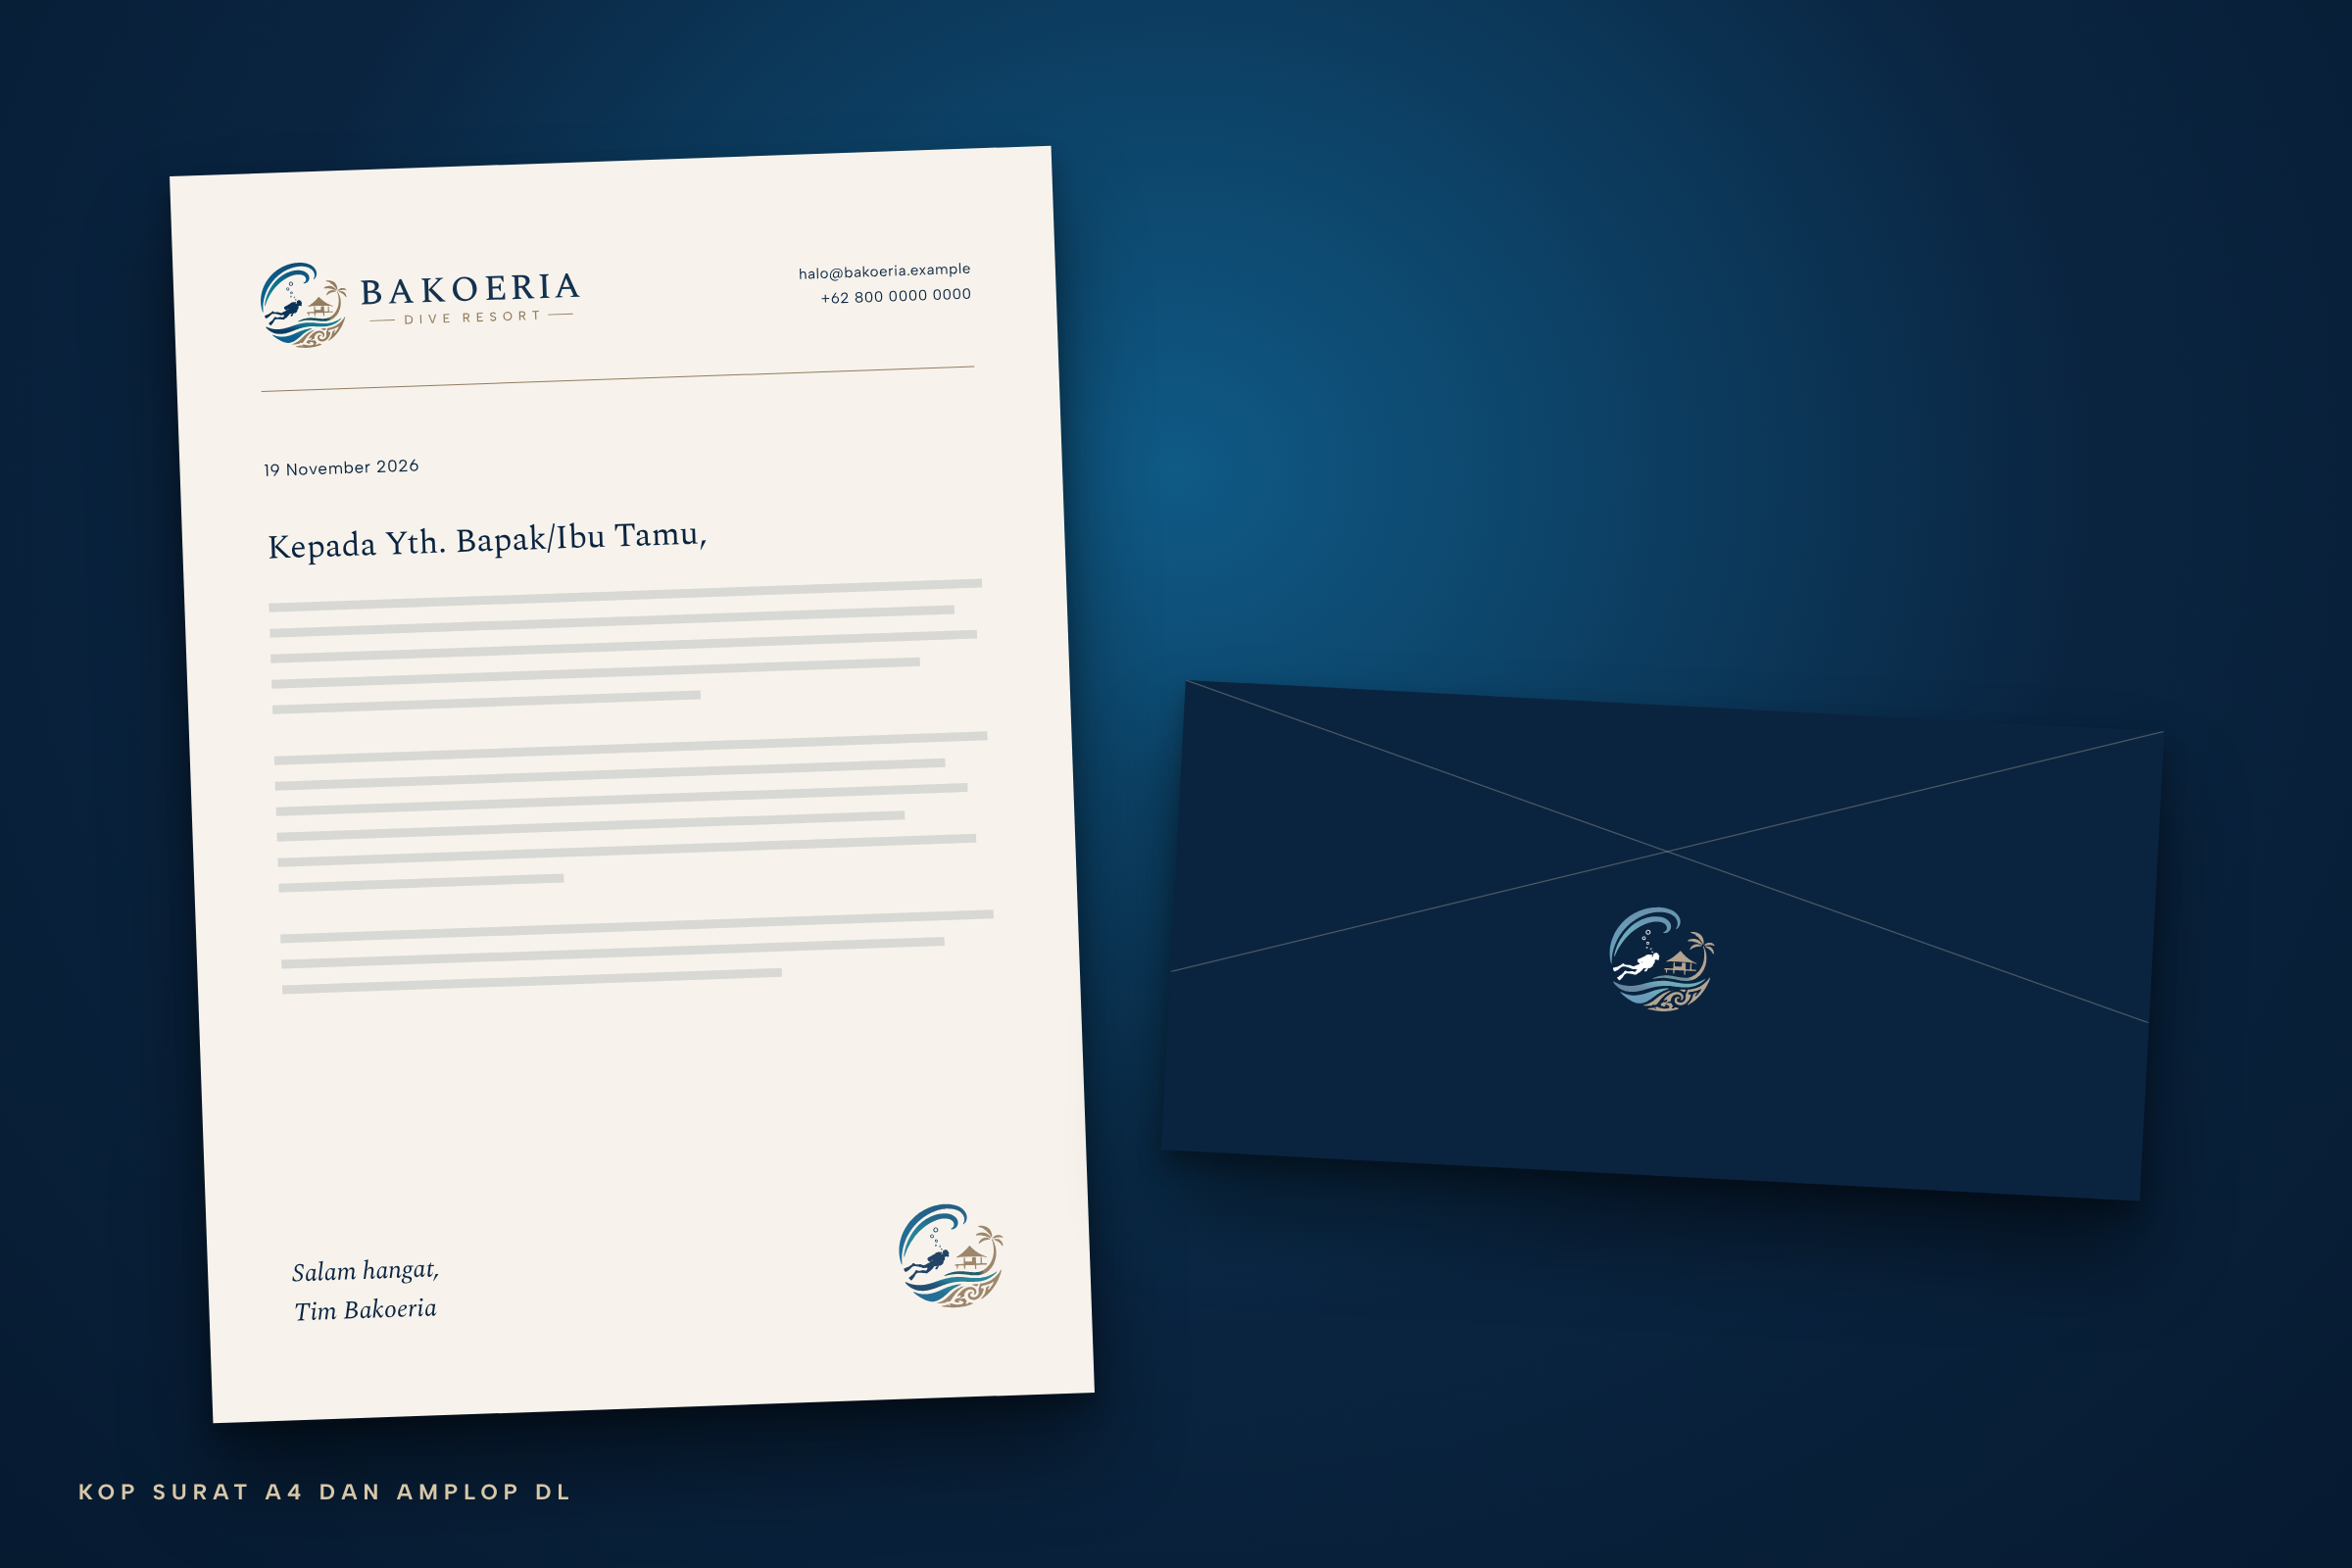 BAKOERIA
DIVE RESORT
halo@bakoeria.example
+62 800 0000 0000
19 November 2026
Kepada Yth. Bapak/Ibu Tamu,
Salam hangat,
Tim Bakoeria
KOP SURAT A4 DAN AMPLOP DL